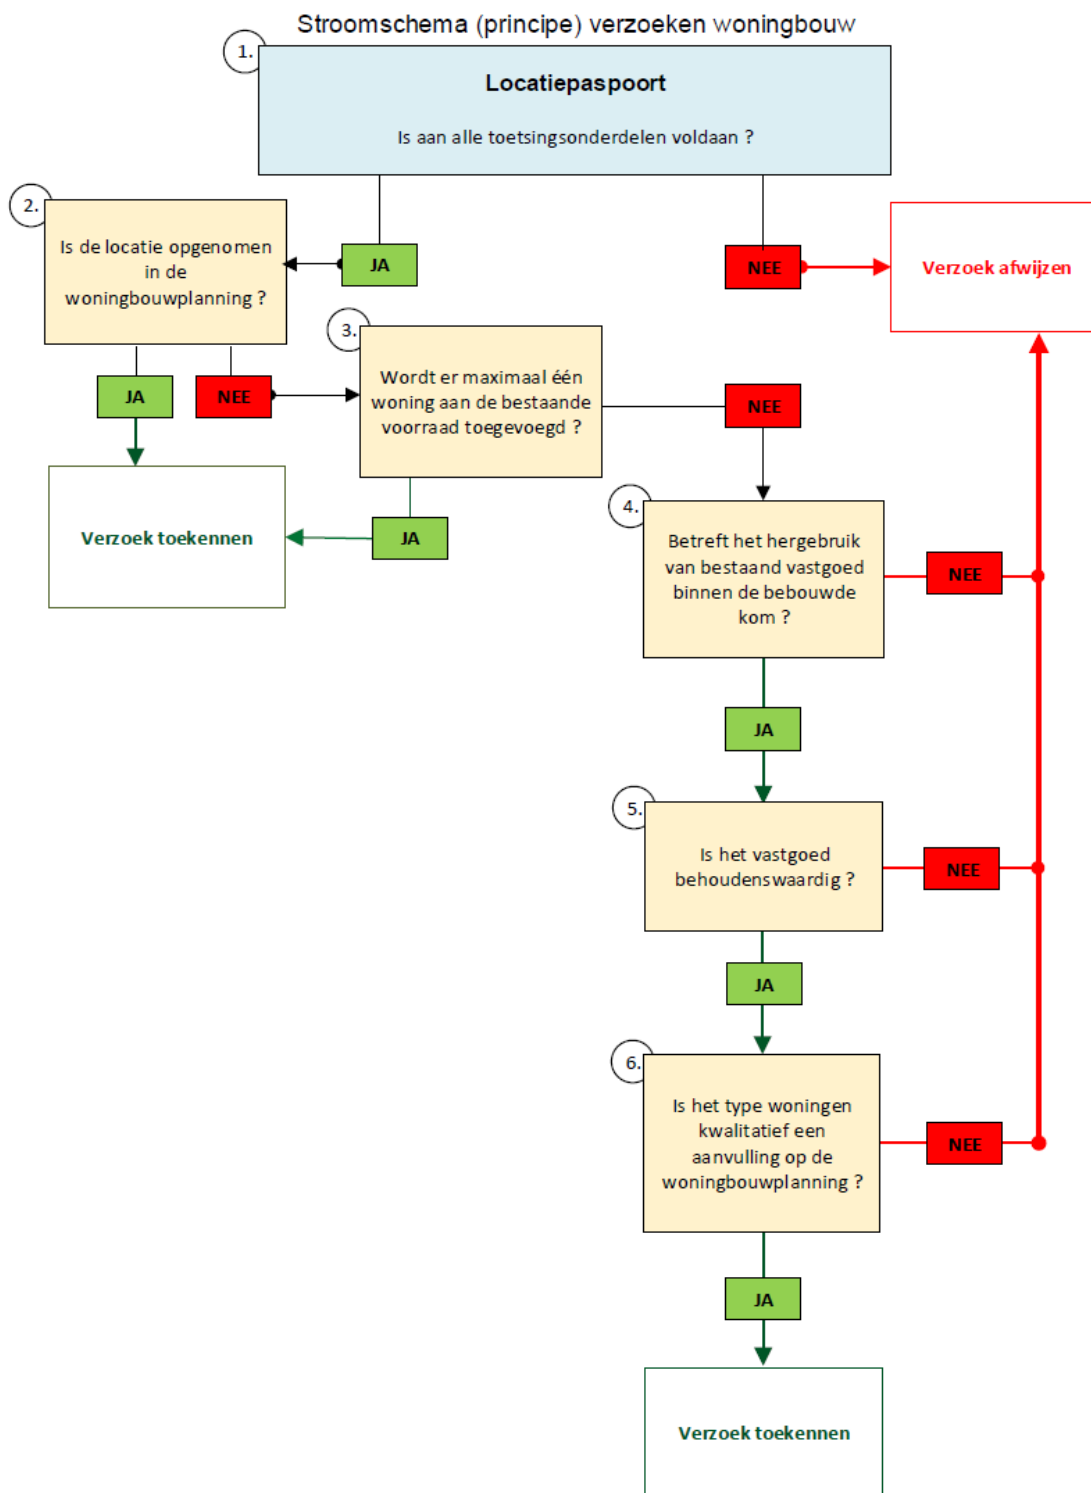 Stroomschema (principe) verzoeken woningbouw
1.
Locatiepaspoort
Is aan alle toetsingsonderdelen voldaan ?
2.
Is de locatie opgenomen
in de
woningbouwplanning ?
JA
NEE
Verzoek afwijzen
3.
Wordt er maximaal één
woning aan de bestaande
voorraad toegevoegd ?
JA
NEE
NEE
Verzoek toekennen
JA
4.
Betreft het hergebruik
van bestaand vastgoed
binnen de bebouwde
kom ?
NEE
JA
5.
Is het vastgoed
behoudenswaardig ?
NEE
JA
6.
Is het type woningen
kwalitatief een
aanvulling op de
woningbouwplanning ?
NEE
JA
Verzoek toekennen